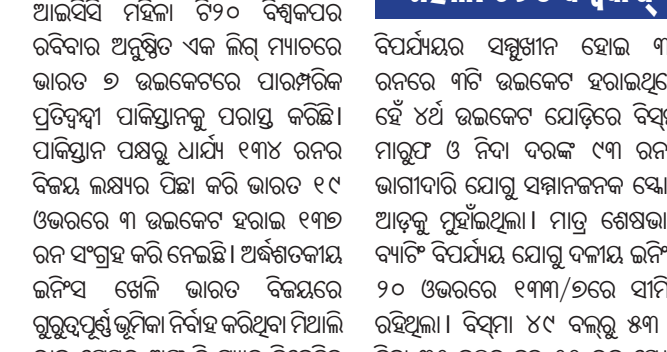 ଆଇସିସି ମହିଳା ଟି୨୦ ବିଶ୍ୱକପର
ରବିବାର ଅନୁଷ୍ଠିତ ଏକ ଲିଗ୍ ମ୍ୟାଚରେ
ଭାରତ ୭ ଉଇକେଟରେ ପାରମ୍ପରିକ
ପ୍ରତିଦ୍ୱନ୍ଦ୍ୱୀ ପାକିସ୍ତାନକୁ ପରାସ୍ତ କରିଛି।
ପାକିସ୍ତାନ ପକ୍ଷରୁ ଧାର୍ଯ୍ୟ ୧୩୪ ରନର
ବିଜୟ ଲକ୍ଷ୍ୟର ପିଛା କରି ଭାରତ ୧୯
ଓଭରରେ ୩ ଉଇକେଟ ହରାଇ ୧୩୭
ରନ ସଂଗ୍ରହ କରି ନେଇଛି। ଅର୍ଦ୍ଧଶତକୀୟ
ଇନିଂସ ଖେଳି ଭାରତ ବିଜୟରେ
ଗୁରୁତ୍ୱପୂର୍ଣ୍ଣ ଭୂମିକା ନିର୍ବାହ କରିଥିବା ମିଥାଲି
ବିପର୍ଯ୍ୟୟର ସମ୍ମୁଖୀନ ହୋଇ ୩
ରନରେ ୩ଟି ଉଇକେଟ ହରାଇଥିଲେ
ହେଁ ୪ର୍ଥ ଉଇକେଟ ଯୋଡ଼ିରେ ବିସ୍ମ
ମାରୁଫ ଓ ନିଦା ଦରଙ୍କ ୯୩ ରନ
ଭାଗୀଦାରି ଯୋଗୁ ସମ୍ମାନଜନକ ସ୍କୋ
ଆଡ଼କୁ ମୁହାଁଇଥିଲା। ମାତ୍ର ଶେଷଭା
ବ୍ୟାଟିଂ ବିପର୍ଯ୍ୟୟ ଯୋଗୁ ଦଳୀୟ ଇନିଂ
୨୦ ଓଭରରେ ୧୩୩/୭ରେ ସୀମି
ରହିଥିଲା। ବିସ୍ମା ୪୯ ବଲ୍‌ରୁ ୫୩